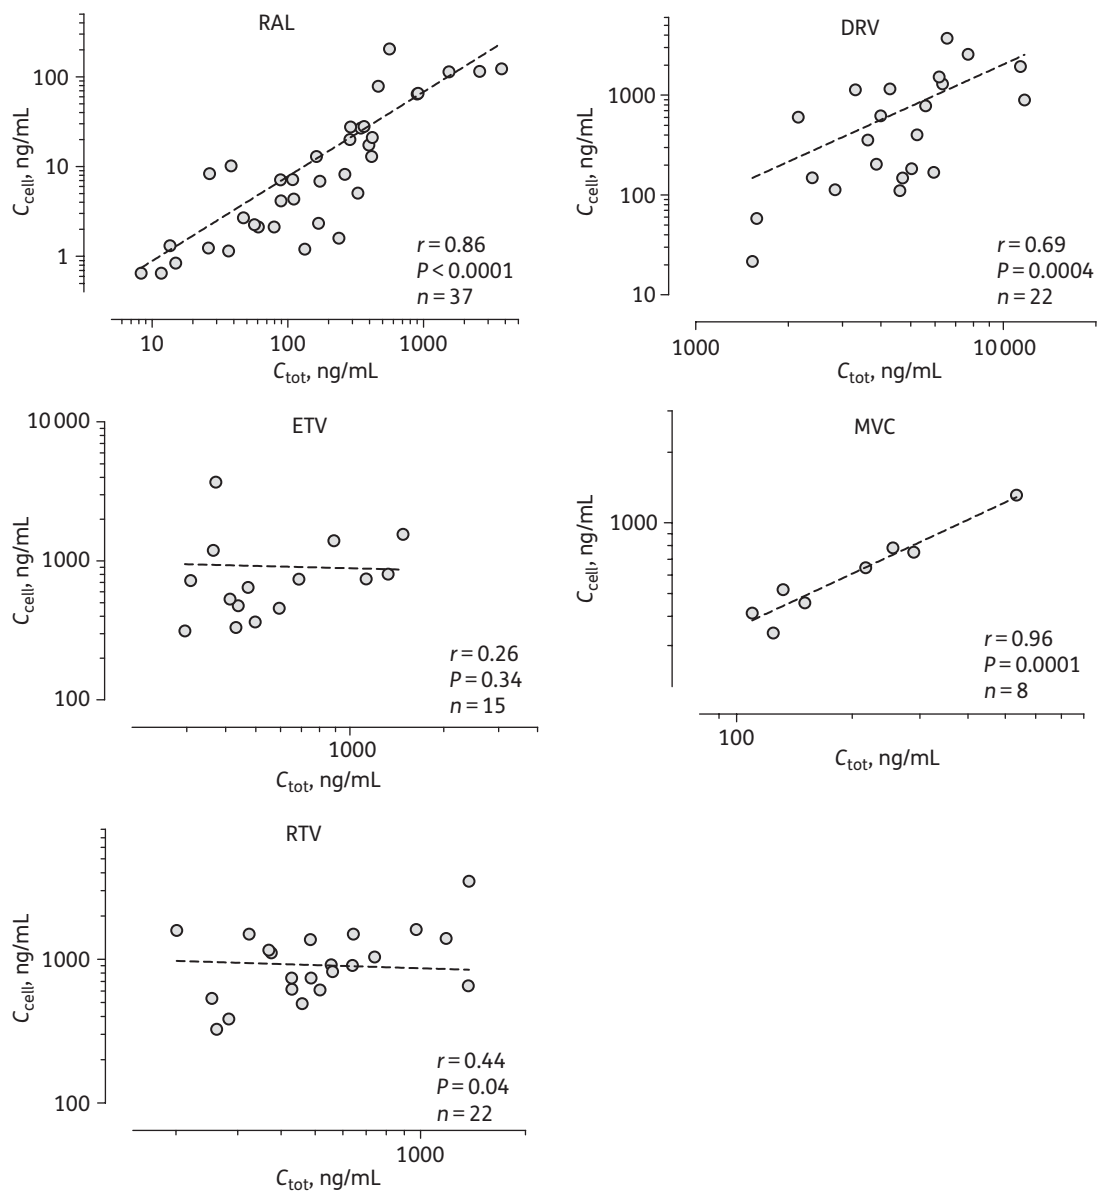 RAL
100
10
1
C_cell, ng/mL
r = 0.86
P < 0.0001
n = 37
10 100 1000
C_tot, ng/mL
DRV
1000
100
10
C_cell, ng/mL
r = 0.69
P = 0.0004
n = 22
1000 10 000
C_tot, ng/mL
ETV
10 000
1000
100
C_cell, ng/mL
r = 0.26
P = 0.34
n = 15
1000
C_tot, ng/mL
MVC
1000
C_cell, ng/mL
r = 0.96
P = 0.0001
n = 8
100
C_tot, ng/mL
RTV
1000
100
C_cell, ng/mL
r = 0.44
P = 0.04
n = 22
1000
C_tot, ng/mL